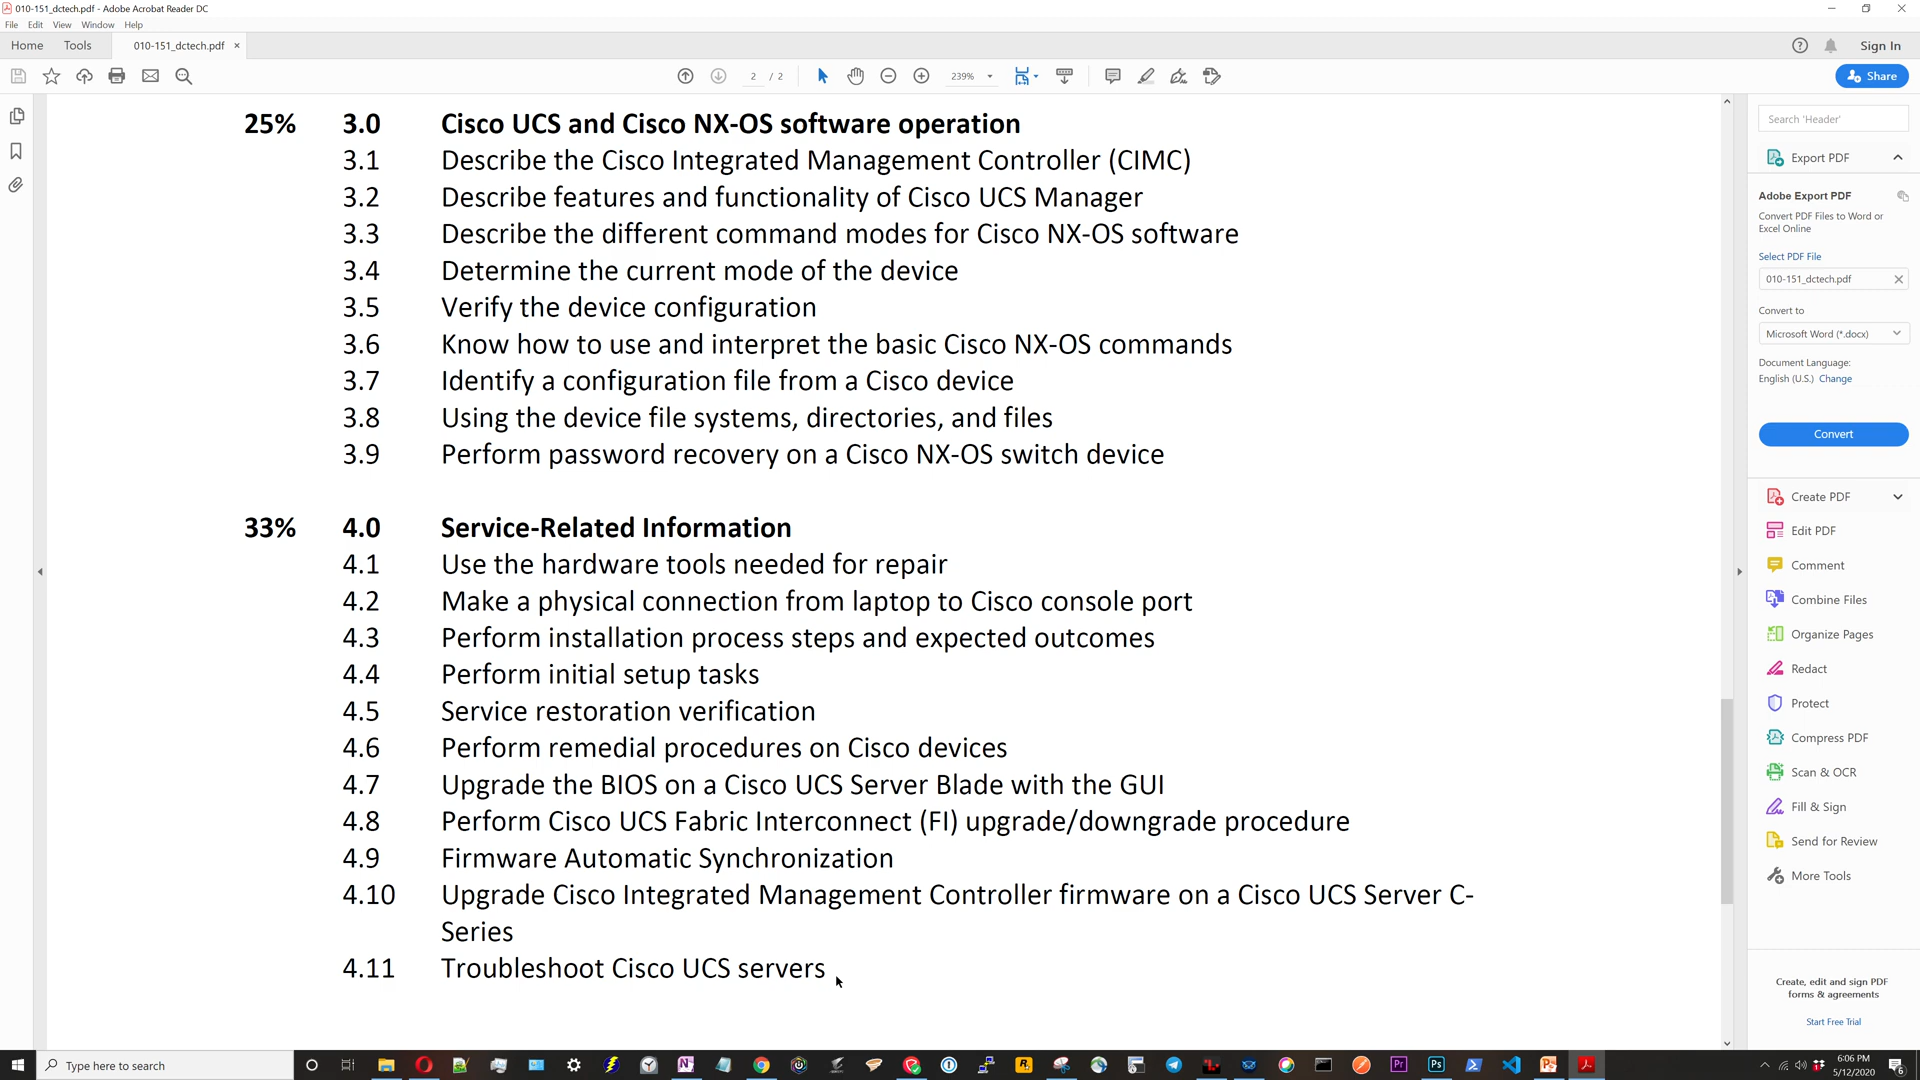 010-151_dctech.pdf - Adobe Acrobat Reader DC
File Edit View Window Help
Home Tools 010-151_dctech.pdf × Sign In
2 / 2 239% Share
25% 3.0 Cisco UCS and Cisco NX-OS software operation
3.1 Describe the Cisco Integrated Management Controller (CIMC)
3.2 Describe features and functionality of Cisco UCS Manager
3.3 Describe the different command modes for Cisco NX-OS software
3.4 Determine the current mode of the device
3.5 Verify the device configuration
3.6 Know how to use and interpret the basic Cisco NX-OS commands
3.7 Identify a configuration file from a Cisco device
3.8 Using the device file systems, directories, and files
3.9 Perform password recovery on a Cisco NX-OS switch device
33% 4.0 Service-Related Information
4.1 Use the hardware tools needed for repair
4.2 Make a physical connection from laptop to Cisco console port
4.3 Perform installation process steps and expected outcomes
4.4 Perform initial setup tasks
4.5 Service restoration verification
4.6 Perform remedial procedures on Cisco devices
4.7 Upgrade the BIOS on a Cisco UCS Server Blade with the GUI
4.8 Perform Cisco UCS Fabric Interconnect (FI) upgrade/downgrade procedure
4.9 Firmware Automatic Synchronization
4.10 Upgrade Cisco Integrated Management Controller firmware on a Cisco UCS Server C-
Series
4.11 Troubleshoot Cisco UCS servers
Search 'Header'
Export PDF
Adobe Export PDF
Convert PDF Files to Word or
Excel Online
Select PDF File
010-151_dctech.pdf
Convert to
Microsoft Word (*.docx)
Document Language:
English (U.S.) Change
Convert
Create PDF
Edit PDF
Comment
Combine Files
Organize Pages
Redact
Protect
Compress PDF
Scan & OCR
Fill & Sign
Send for Review
More Tools
Create, edit and sign PDF
forms & agreements
Start Free Trial
Type here to search
6:06 PM
5/12/2020